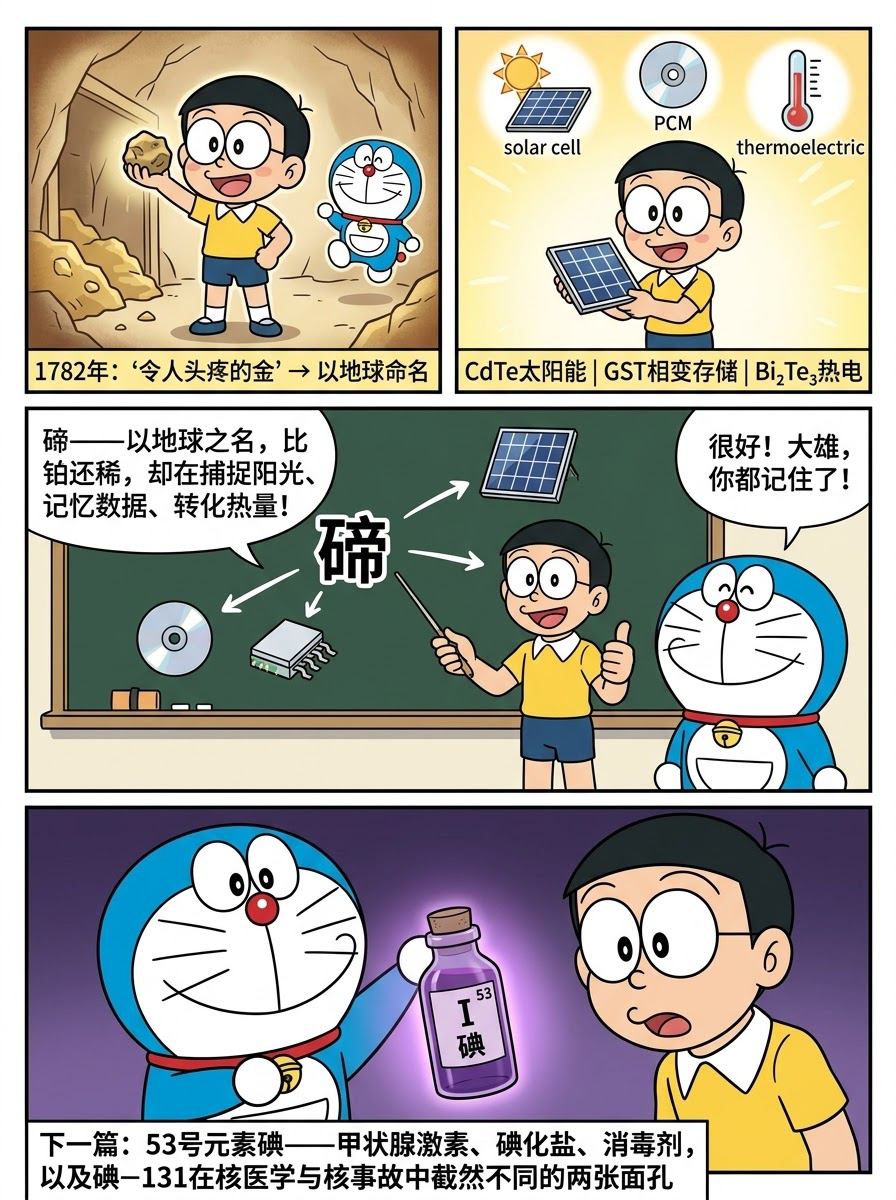 1782年：‘令人头疼的金’ → 以地球命名
solar cell
PCM
thermoelectric
CdTe太阳能 | GST相变存储 | Bi₂Te₃热电
碲——以地球之名，比
铂还稀，却在捕捉阳光、
记忆数据、转化热量！
碲
很好！大雄，
你都记住了！
53
I
碘
下一篇：53号元素碘——甲状腺激素、碘化盐、消毒剂，
以及碘—131在核医学与核事故中截然不同的两张面孔